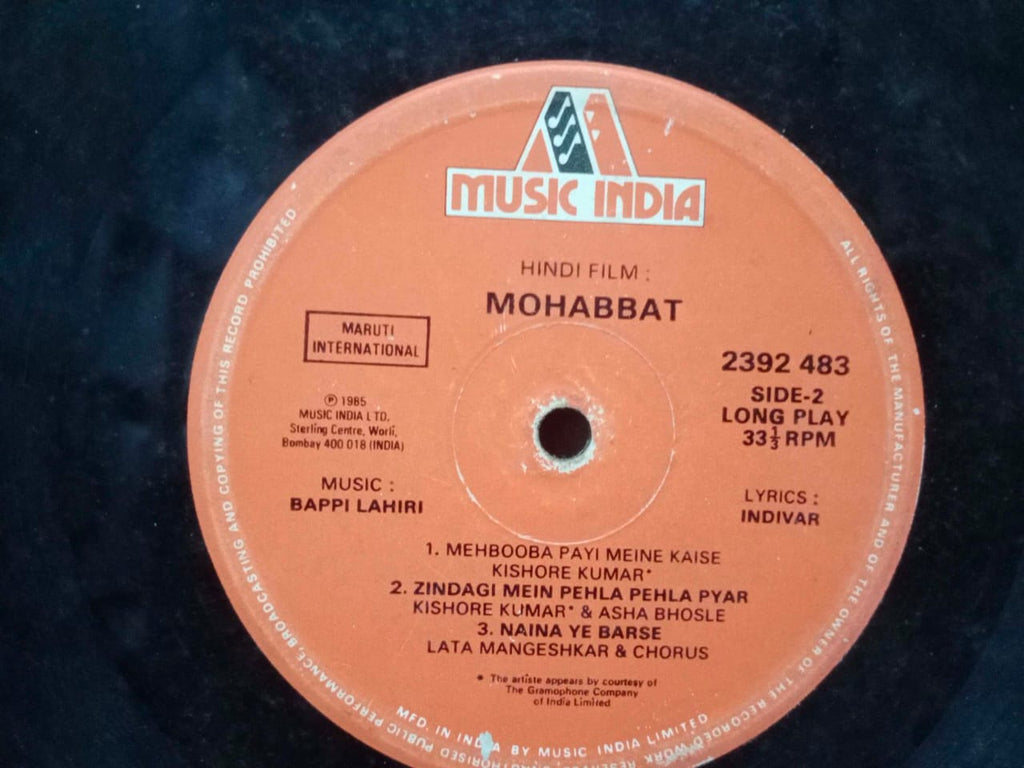 MUSIC INDIA
HINDI FILM :
MOHABBAT
MARUTI
INTERNATIONAL
2392 483
SIDE-2
LONG PLAY
33⅓ RPM
℗ 1985
MUSIC INDIA LTD.
Sterling Centre, Worli,
Bombay 400 018 (INDIA)
MUSIC :
BAPPI LAHIRI
LYRICS :
INDIVAR
1. MEHBOOBA PAYI MEINE KAISE
KISHORE KUMAR*
2. ZINDAGI MEIN PEHLA PEHLA PYAR
KISHORE KUMAR* & ASHA BHOSLE
3. NAINA YE BARSE
LATA MANGESHKAR & CHORUS
* The artiste appears by courtesy of
The Gramophone Company
of India Limited
MFD. IN INDIA BY MUSIC INDIA LIMITED
ALL RIGHTS OF THE MANUFACTURER AND OF THE OWNER OF THE RECORDED WORK PUBLIC PERFORMANCE, BROADCASTING AND COPYING OF THIS RECORD PROHIBITED